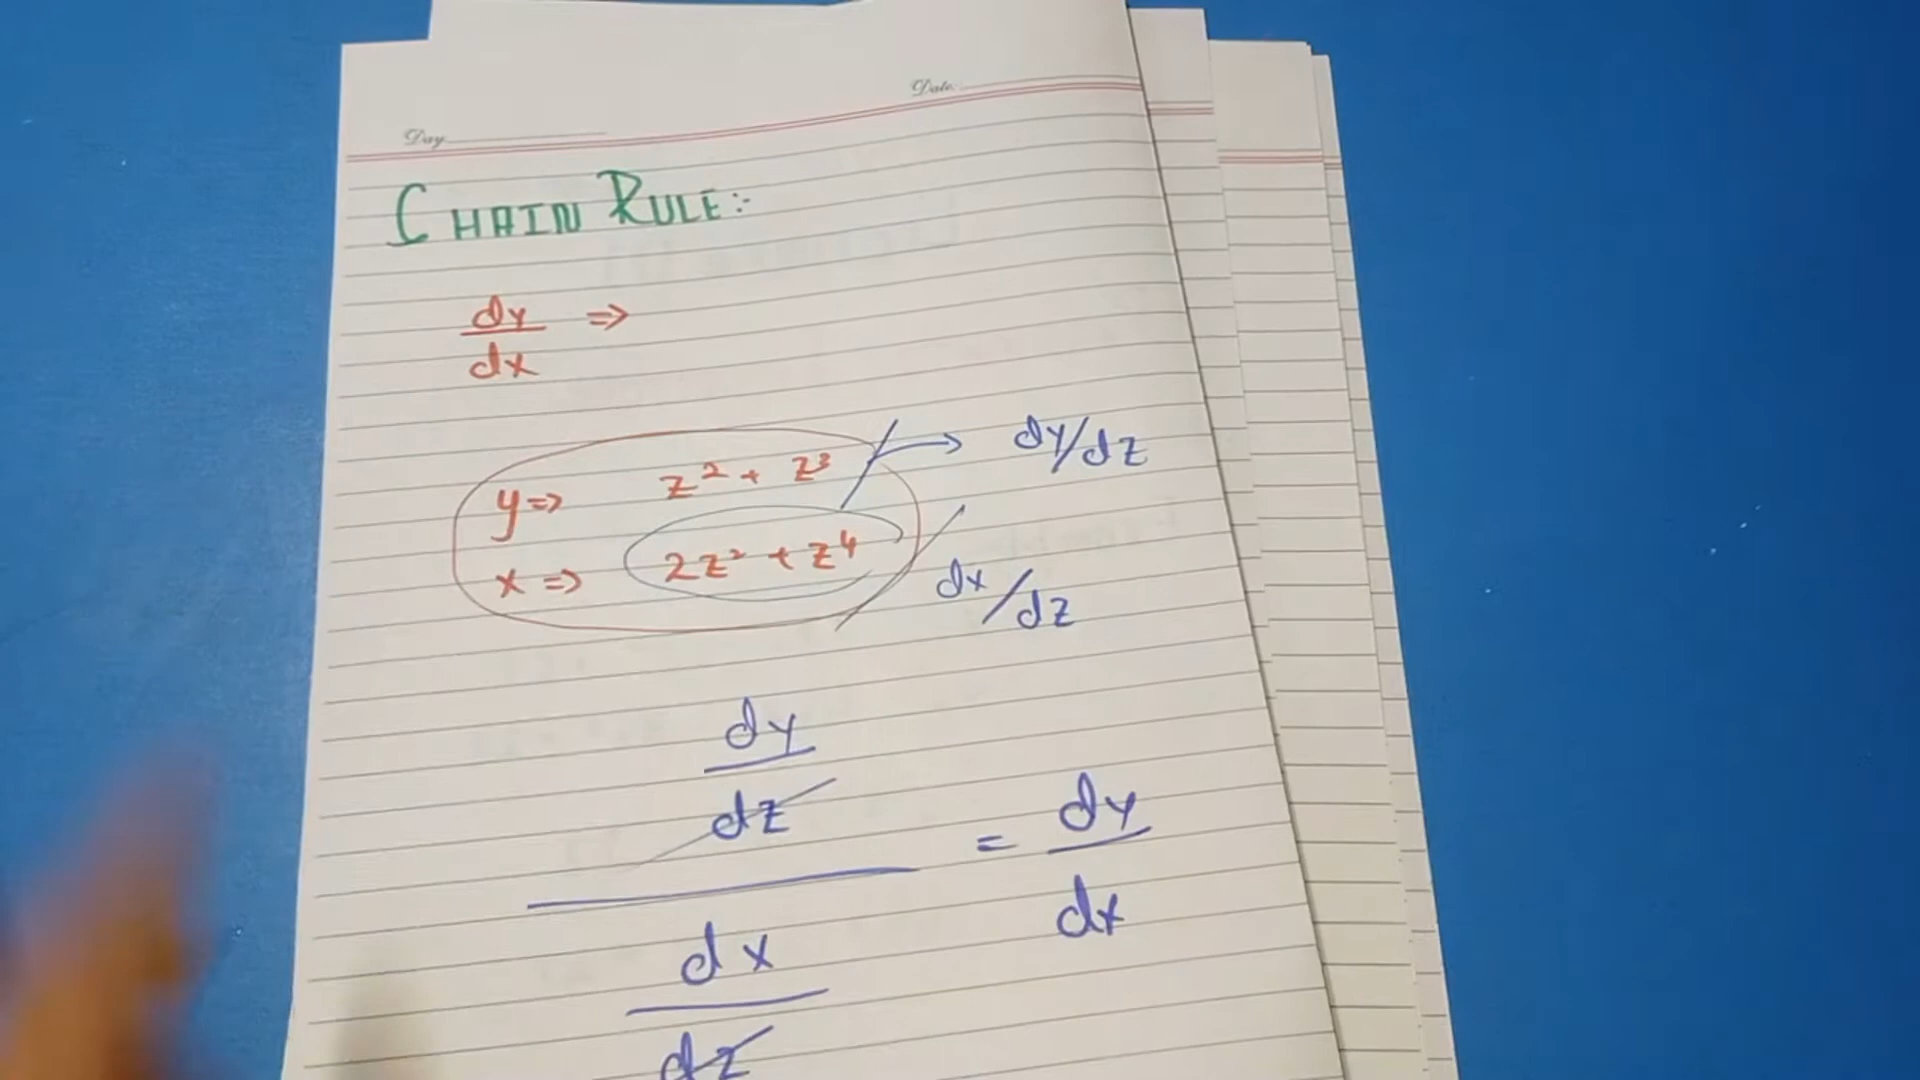 Day
Date:
CHAIN RULE:-
dy
dx
⇒
y ⇒ z² + z³
dy/dz
x ⇒ 2z² + z⁴
dx/dz
dy
dz
dx
dz
=
dy
dx